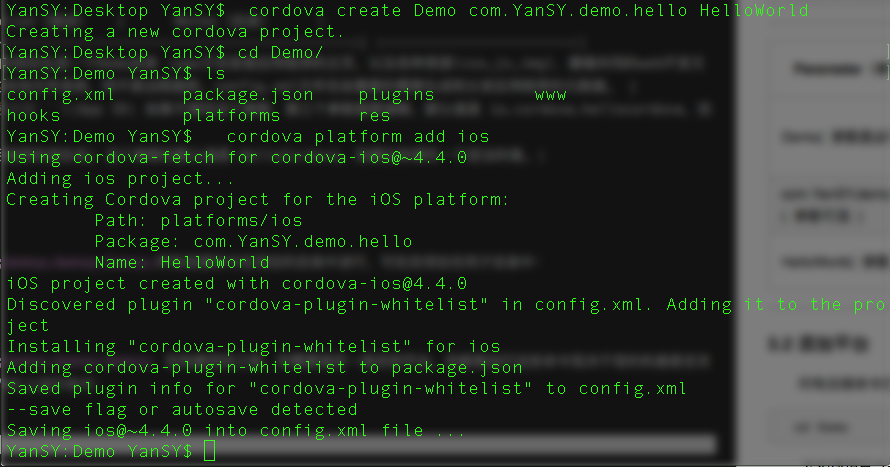 YanSY:Desktop YanSY$  cordova create Demo com.YanSY.demo.hello HelloWorld
Creating a new cordova project.
YanSY:Desktop YanSY$ cd Demo/
YanSY:Demo YanSY$ ls
config.xml      package.json    plugins         www
hooks           platforms       res
YanSY:Demo YanSY$   cordova platform add ios
Using cordova-fetch for cordova-ios@~4.4.0
Adding ios project...
Creating Cordova project for the iOS platform:
        Path: platforms/ios
        Package: com.YanSY.demo.hello
        Name: HelloWorld
iOS project created with cordova-ios@4.4.0
Discovered plugin "cordova-plugin-whitelist" in config.xml. Adding it to the pro
ject
Installing "cordova-plugin-whitelist" for ios
Adding cordova-plugin-whitelist to package.json
Saved plugin info for "cordova-plugin-whitelist" to config.xml
--save flag or autosave detected
Saving ios@~4.4.0 into config.xml file ...
YanSY:Demo YanSY$